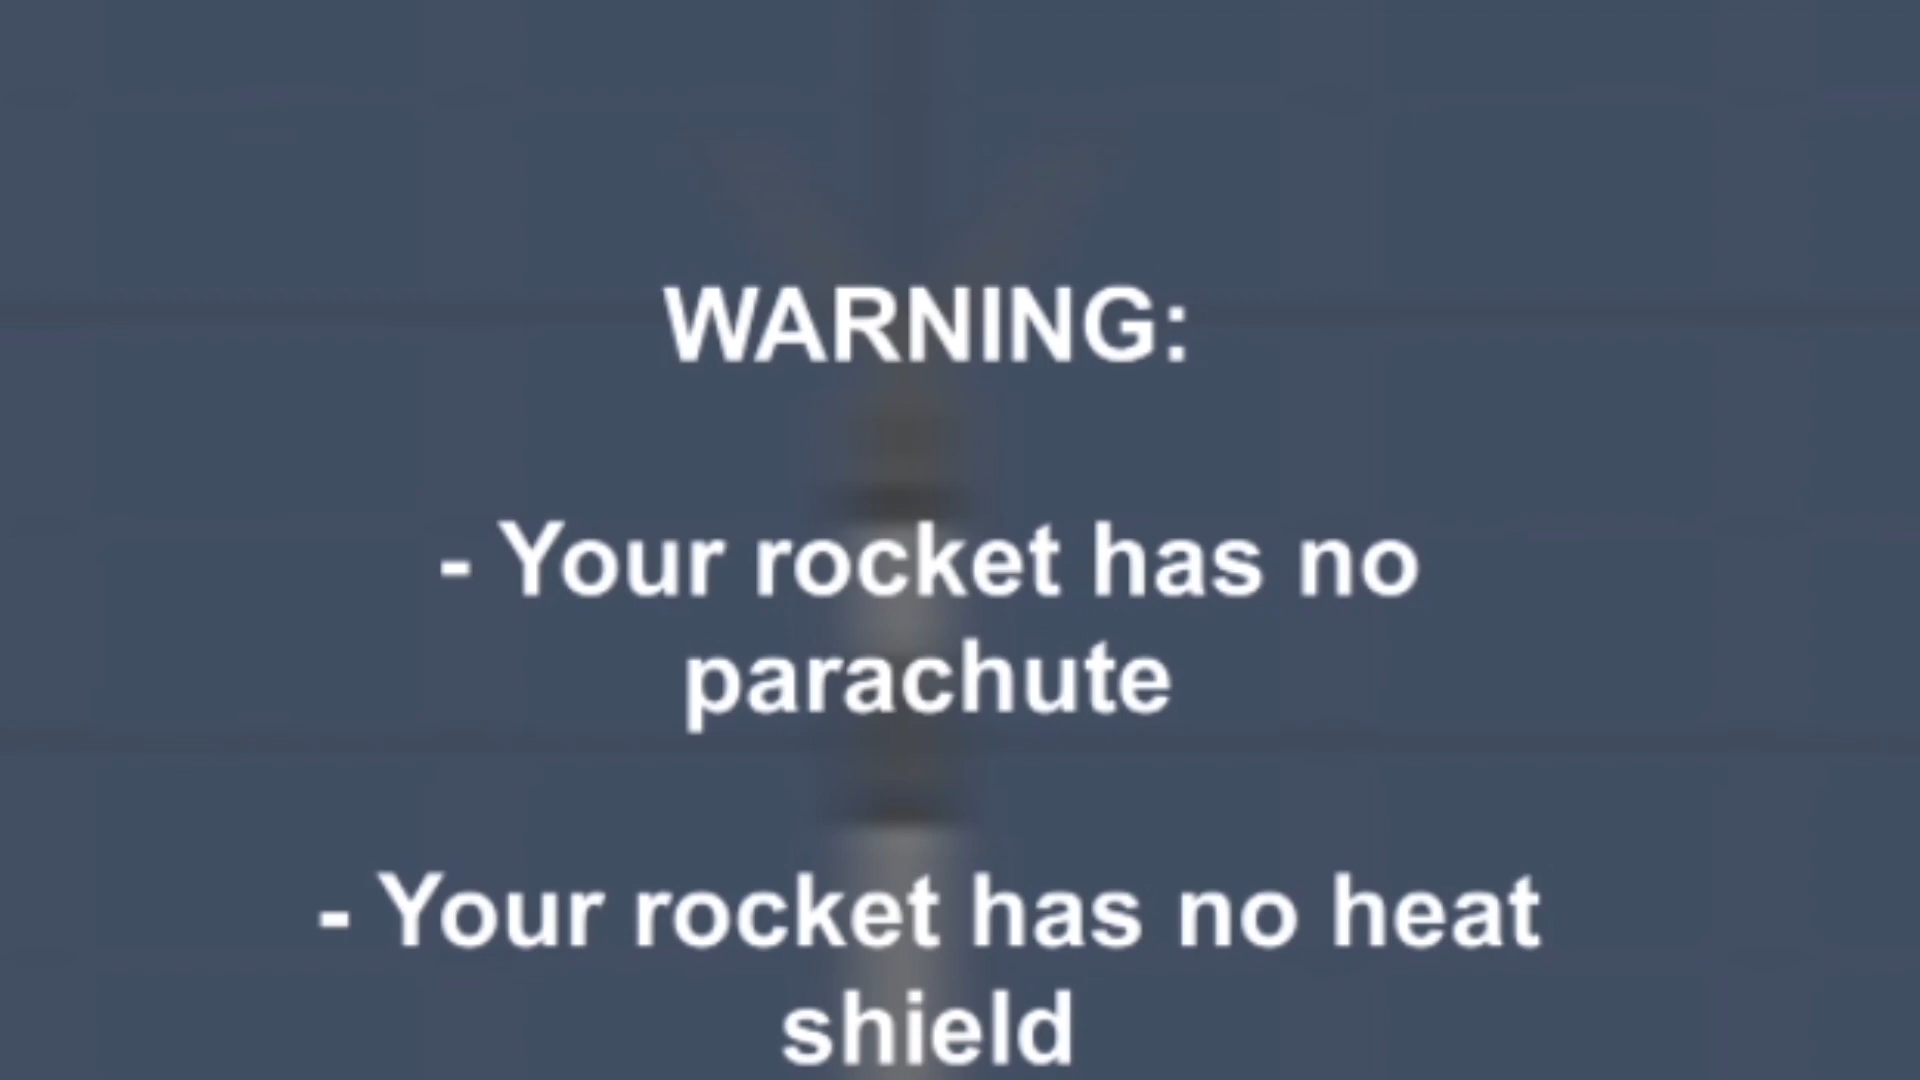 WARNING:
- Your rocket has no
parachute
- Your rocket has no heat
shield